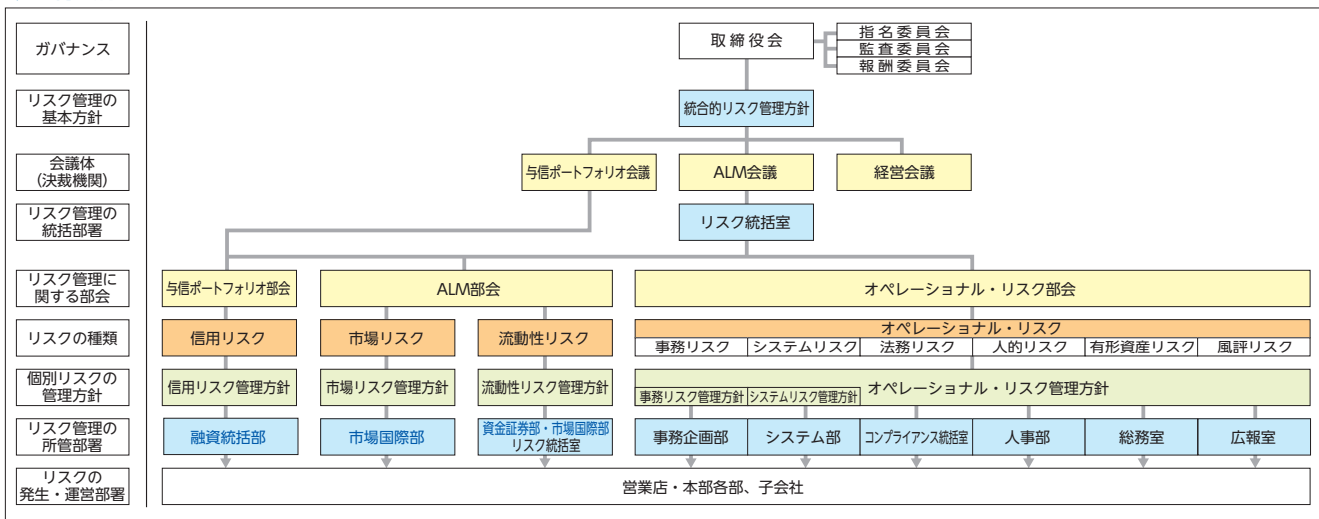 ガバナンス
取締役会
指名委員会
監査委員会
報酬委員会
リスク管理の
基本方針
統合的リスク管理方針
会議体
(決裁機関)
与信ポートフォリオ会議
ALM会議
経営会議
リスク管理の
統括部署
リスク統括室
リスク管理に
関する部会
与信ポートフォリオ部会
ALM部会
オペレーショナル・リスク部会
リスクの種類
信用リスク
市場リスク
流動性リスク
オペレーショナル・リスク
事務リスク
システムリスク
法務リスク
人的リスク
有形資産リスク
風評リスク
個別リスクの
管理方針
信用リスク管理方針
市場リスク管理方針
流動性リスク管理方針
オペレーショナル・リスク管理方針
事務リスク管理方針
システムリスク管理方針
リスク管理の
所管部署
融資統括部
市場国際部
資金証券部・市場国際部
リスク統括室
事務企画部
システム部
コンプライアンス統括室
人事部
総務室
広報室
リスクの
発生・運営部署
営業店・本部各部、子会社